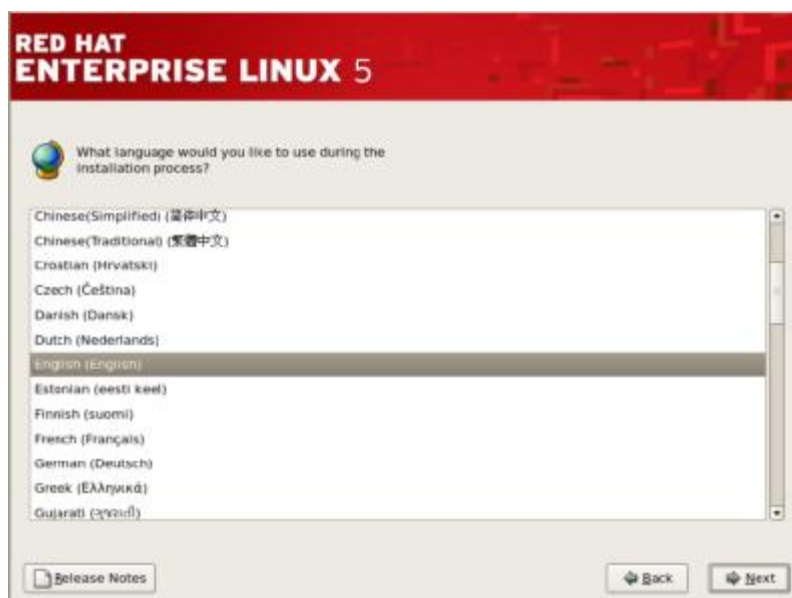 RED HAT
ENTERPRISE LINUX 5
What language would you like to use during the
installation process?
Chinese(Simplified) (简体中文)
Chinese(Traditional) (繁體中文)
Croatian (Hrvatski)
Czech (Čeština)
Danish (Dansk)
Dutch (Nederlands)
English (English)
Estonian (eesti keel)
Finnish (suomi)
French (Français)
German (Deutsch)
Greek (Ελληνικά)
Gujarati (ગુજરાતી)
Release Notes
Back
Next